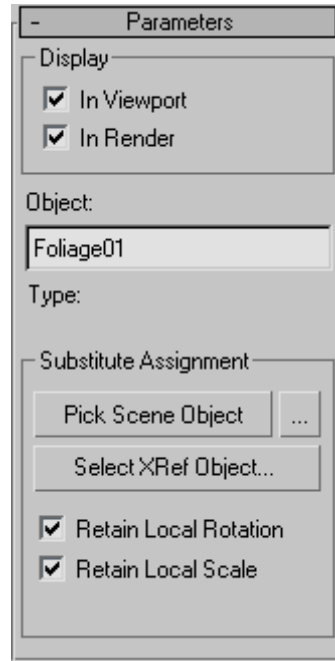 - Parameters
Display
In Viewport
In Render
Object:
Foliage01
Type:
Substitute Assignment
Pick Scene Object ...
Select XRef Object...
Retain Local Rotation
Retain Local Scale